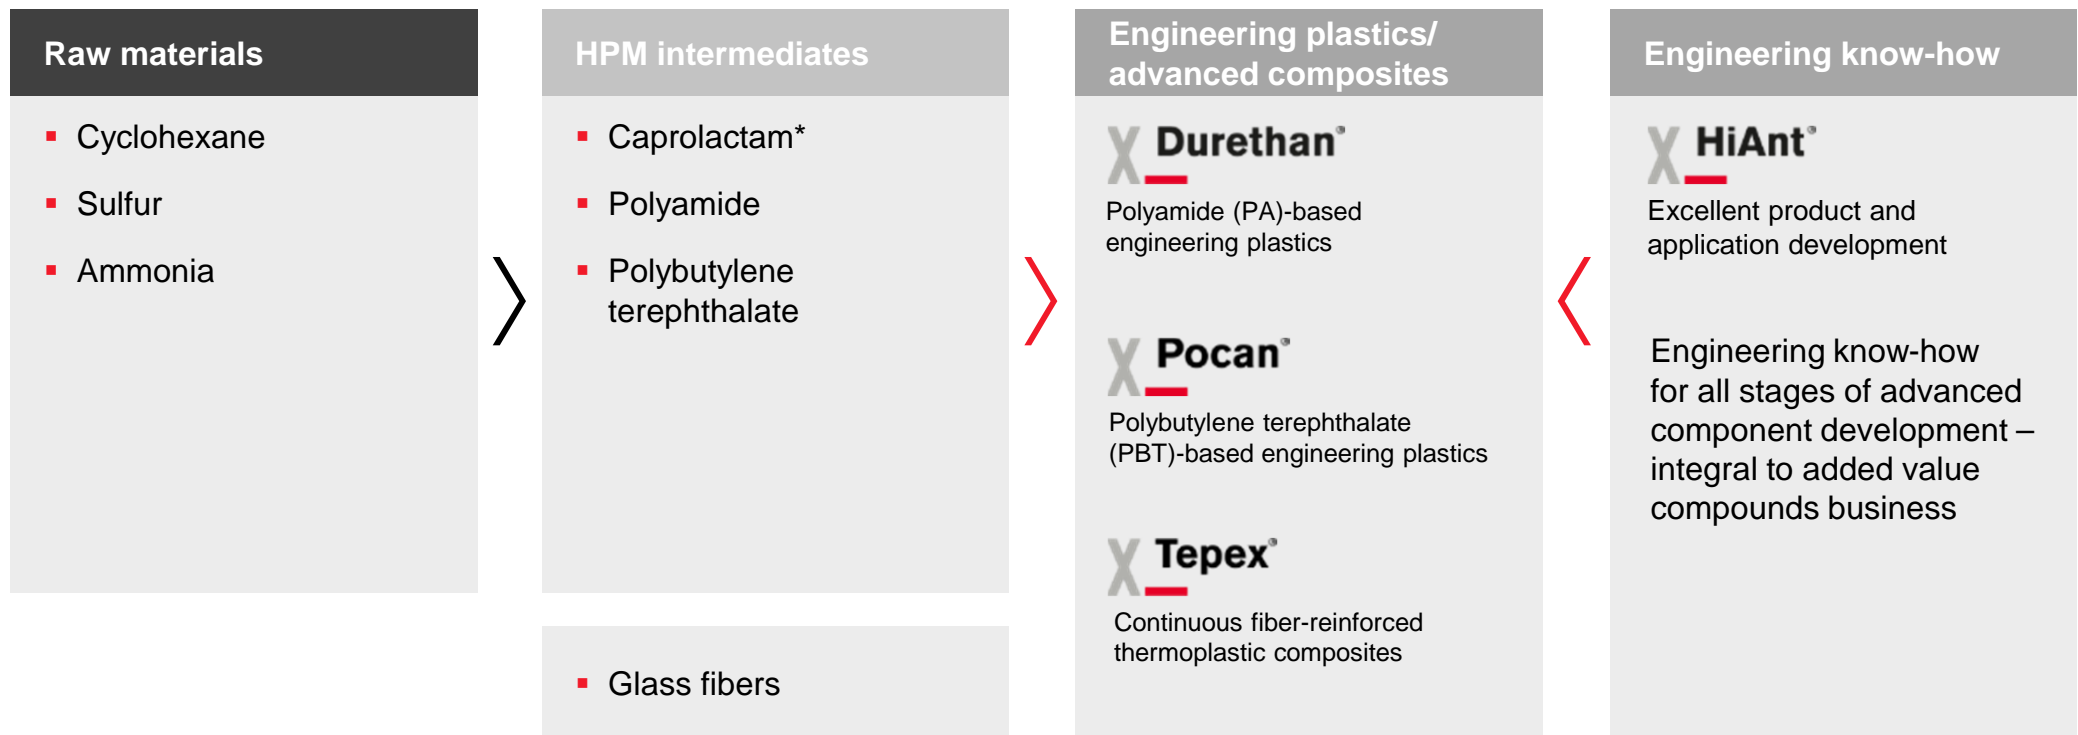 Raw materials
Cyclohexane
Sulfur
Ammonia
HPM intermediates
Caprolactam*
Polyamide
Polybutylene
terephthalate
Glass fibers
Engineering plastics/
advanced composites
Durethan®
Polyamide (PA)-based
engineering plastics
Pocan®
Polybutylene terephthalate
(PBT)-based engineering plastics
Tepex®
Continuous fiber-reinforced
thermoplastic composites
Engineering know-how
HiAnt®
Excellent product and
application development
Engineering know-how
for all stages of advanced
component development –
integral to added value
compounds business